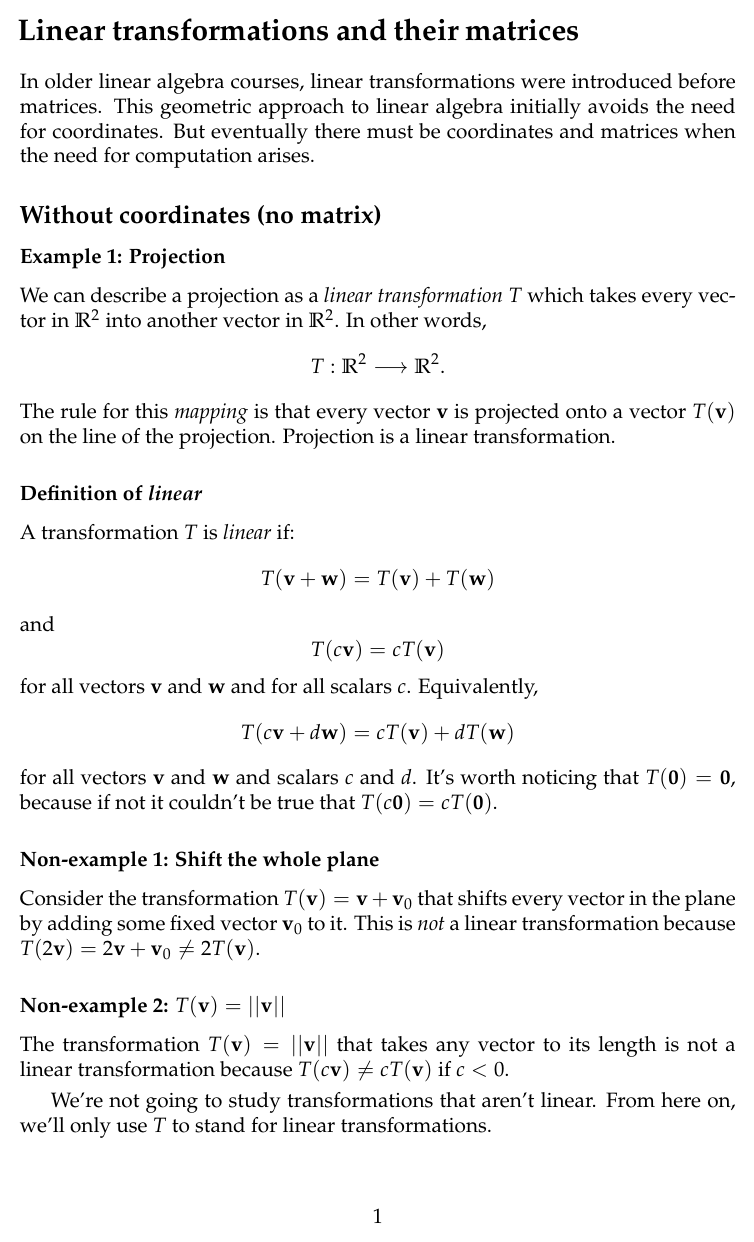 Linear transformations and their matrices
In older linear algebra courses, linear transformations were introduced before
matrices. This geometric approach to linear algebra initially avoids the need
for coordinates. But eventually there must be coordinates and matrices when
the need for computation arises.
Without coordinates (no matrix)
Example 1: Projection
We can describe a projection as a linear transformation T which takes every vec-
tor in ℝ² into another vector in ℝ². In other words,
T : ℝ² ⟶ ℝ².
The rule for this mapping is that every vector v is projected onto a vector T(v)
on the line of the projection. Projection is a linear transformation.
Definition of linear
A transformation T is linear if:
T(v + w) = T(v) + T(w)
and
T(cv) = cT(v)
for all vectors v and w and for all scalars c. Equivalently,
T(cv + dw) = cT(v) + dT(w)
for all vectors v and w and scalars c and d. It's worth noticing that T(0) = 0,
because if not it couldn't be true that T(c0) = cT(0).
Non-example 1: Shift the whole plane
Consider the transformation T(v) = v + v₀ that shifts every vector in the plane
by adding some fixed vector v₀ to it. This is not a linear transformation because
T(2v) = 2v + v₀ ≠ 2T(v).
Non-example 2: T(v) = ||v||
The transformation T(v) = ||v|| that takes any vector to its length is not a
linear transformation because T(cv) ≠ cT(v) if c < 0.
We're not going to study transformations that aren't linear. From here on,
we'll only use T to stand for linear transformations.
1